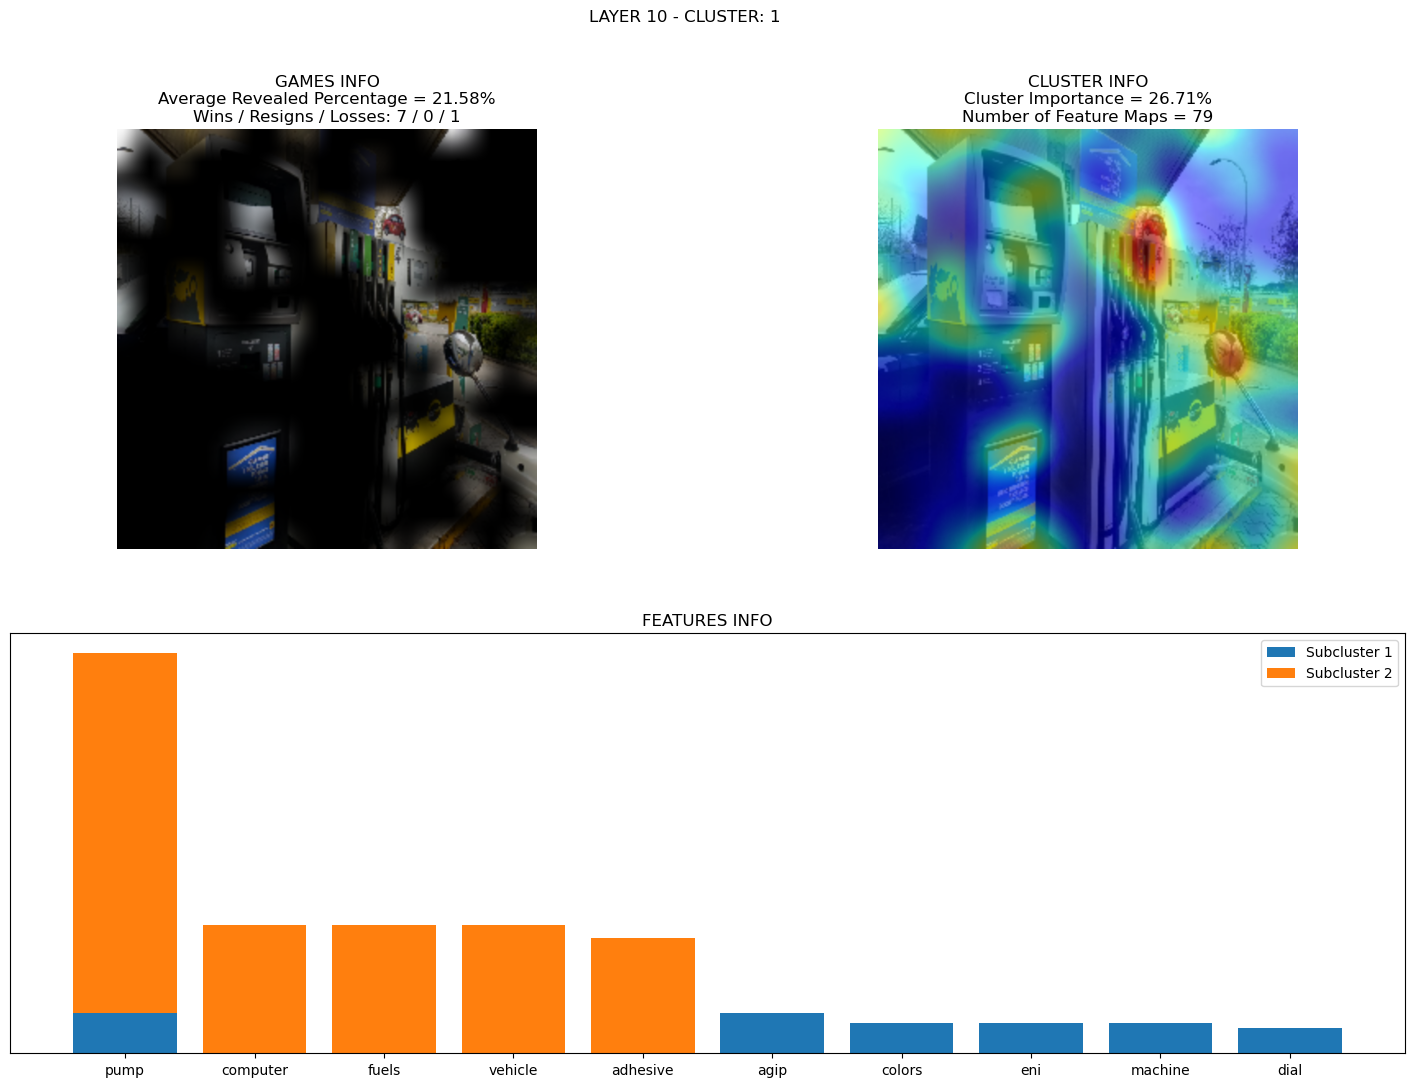 LAYER 10 - CLUSTER: 1
GAMES INFO
Average Revealed Percentage = 21.58%
Wins / Resigns / Losses: 7 / 0 / 1
CLUSTER INFO
Cluster Importance = 26.71%
Number of Feature Maps = 79
FEATURES INFO
Subcluster 1
Subcluster 2
pump
computer
fuels
vehicle
adhesive
agip
colors
eni
machine
dial